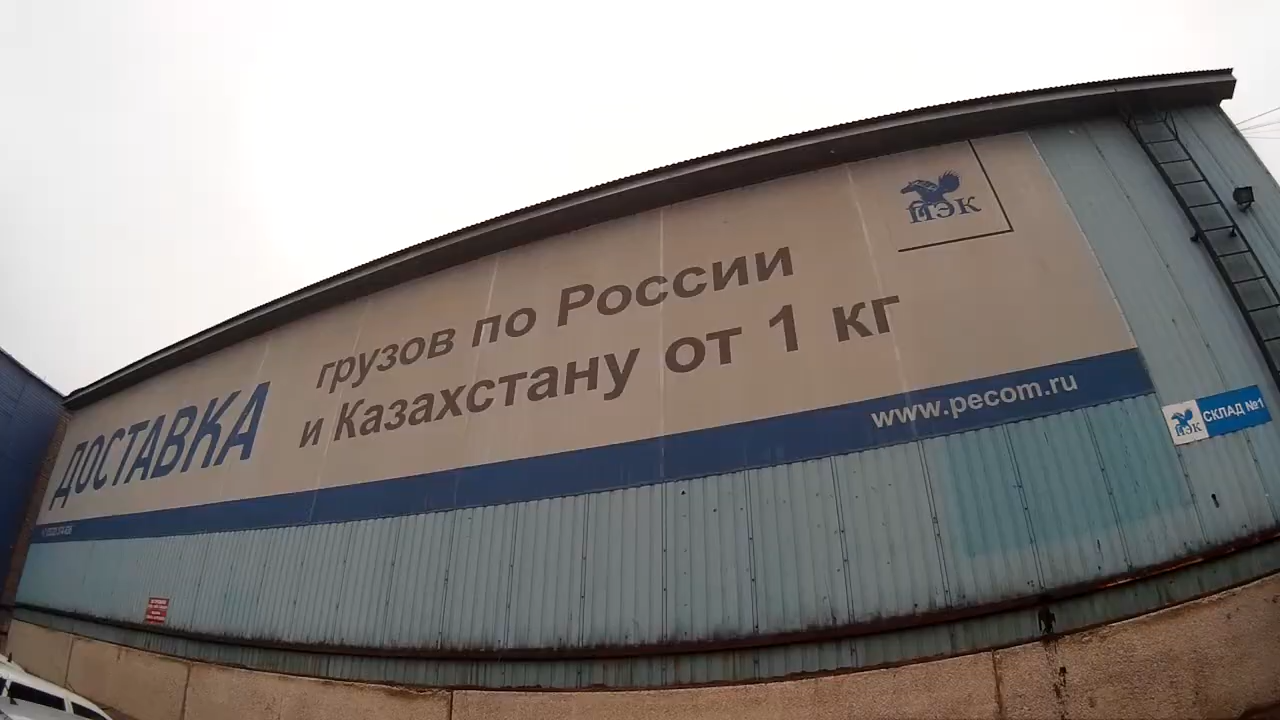 ДОСТАВКА
грузов по России
и Казахстану от 1 кг
ПЭК
www.pecom.ru
ПЭК
СКЛАД №1